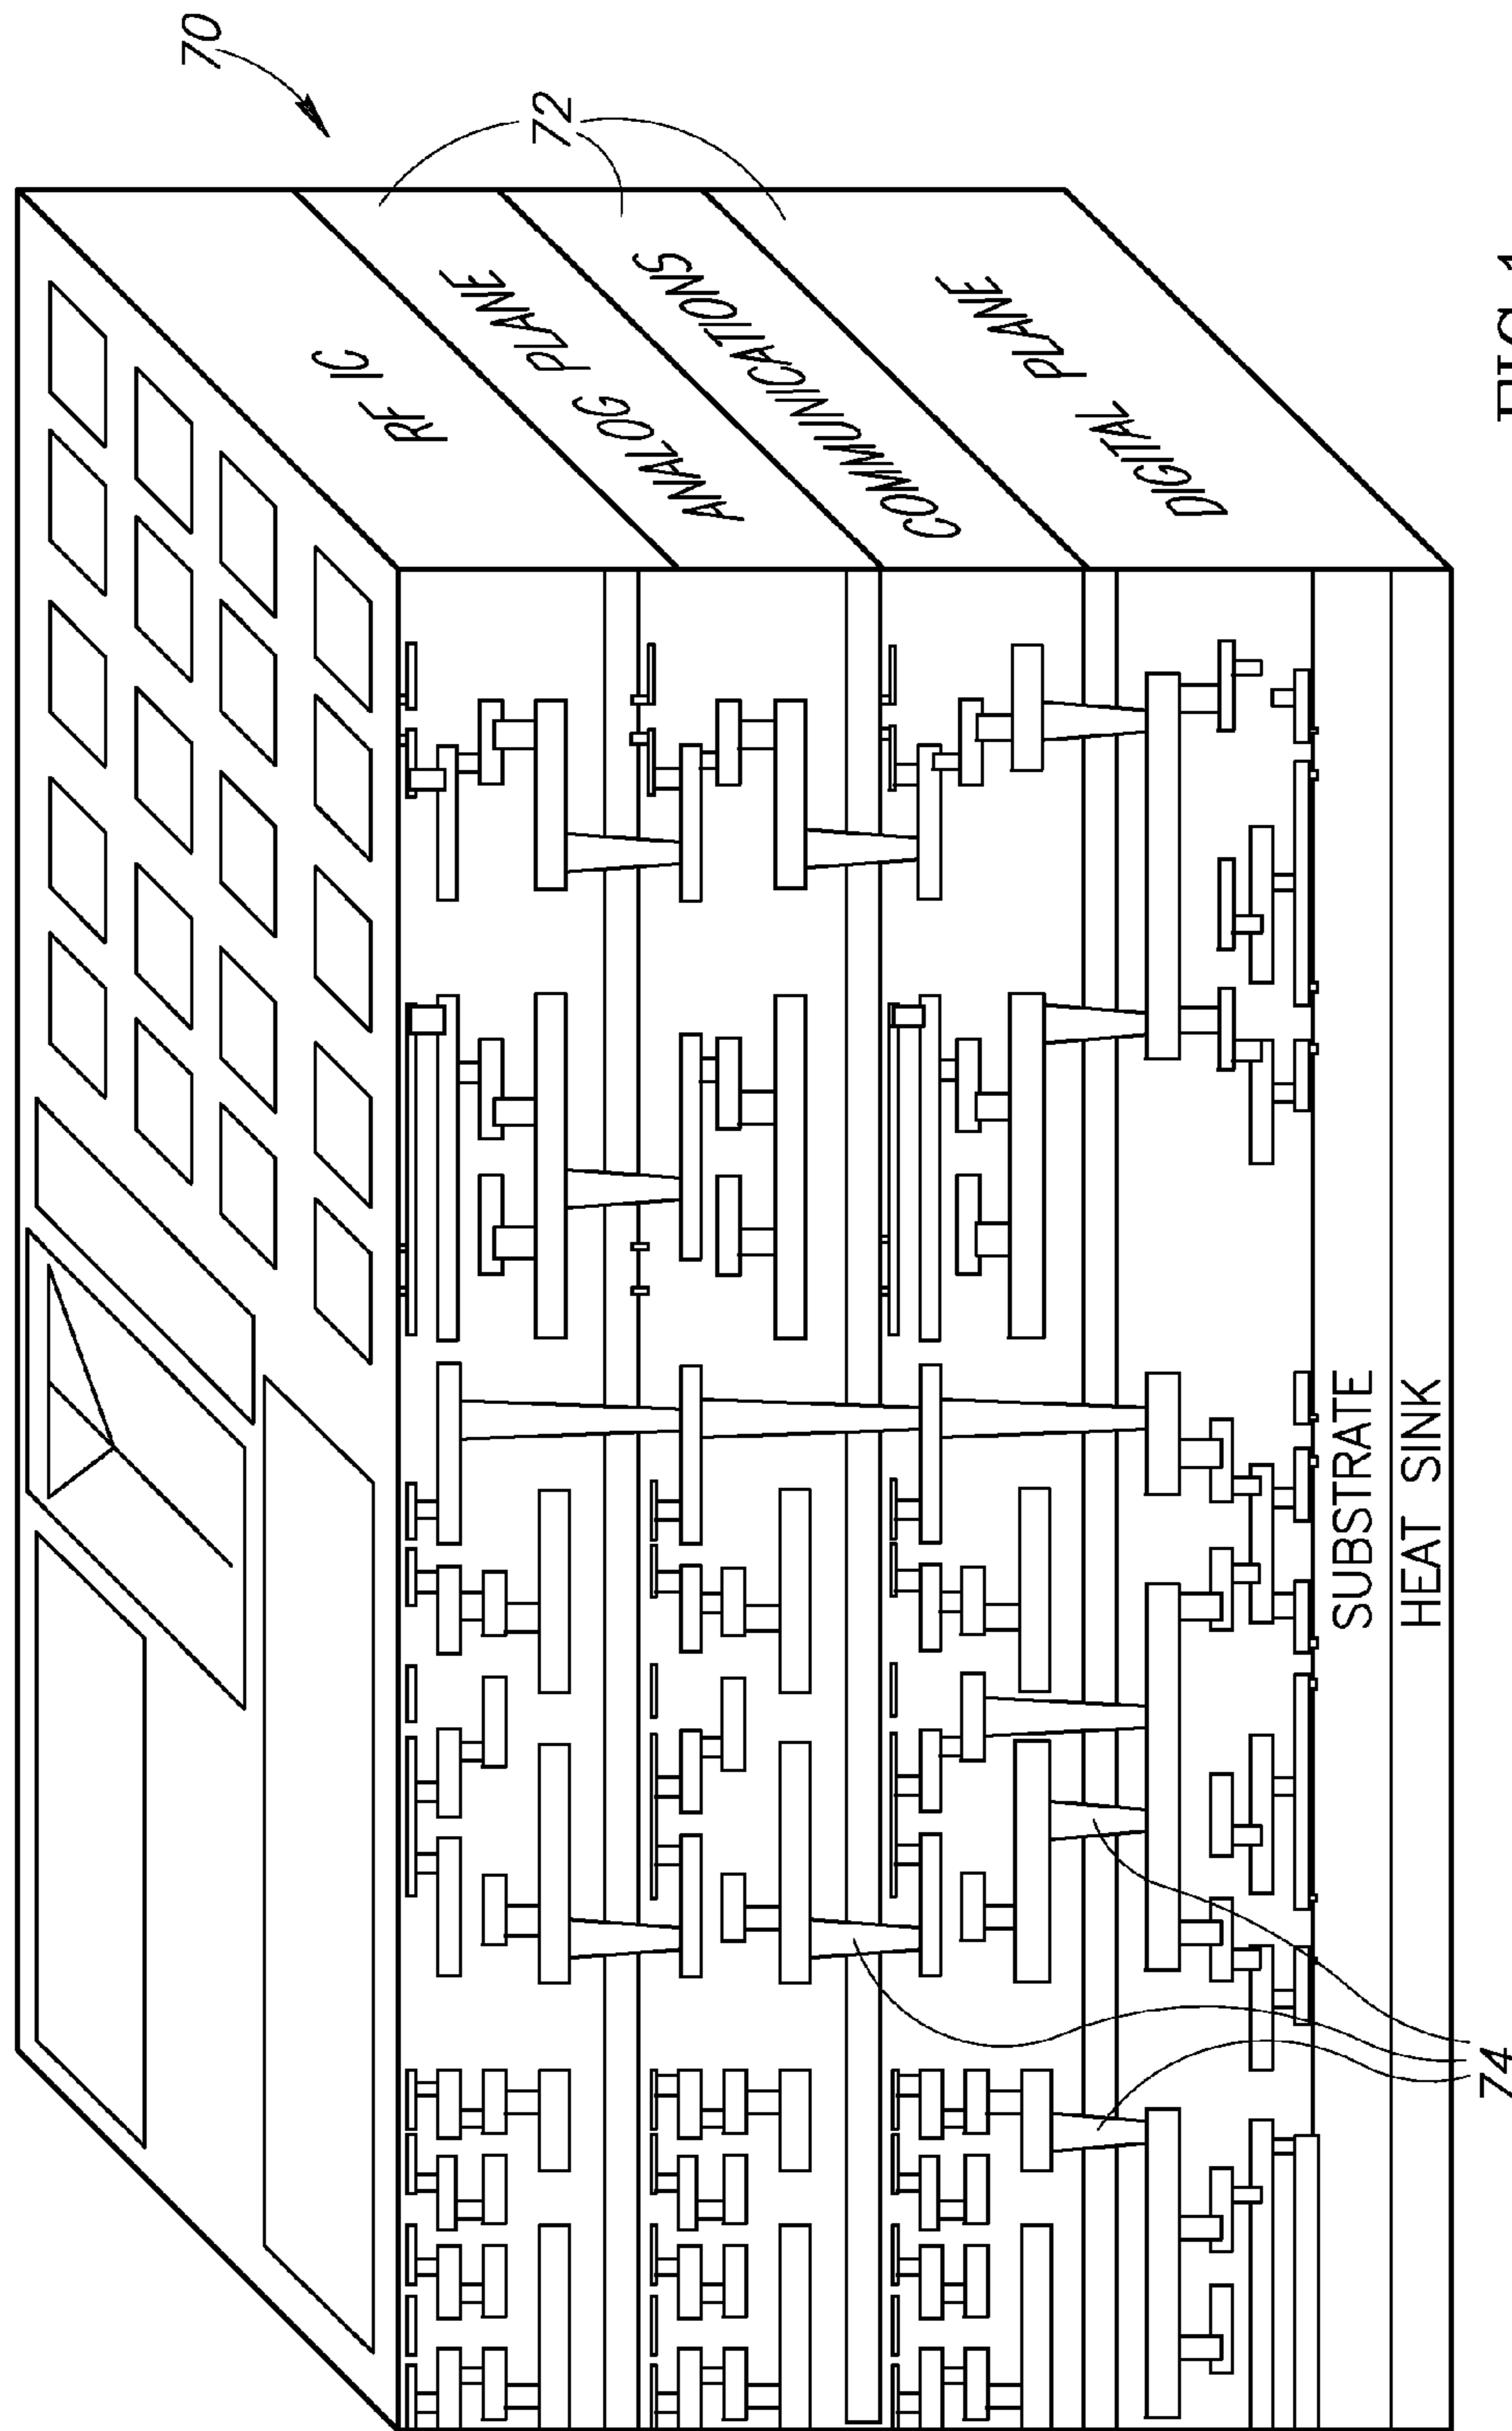 70
72
RF IC
ANALOG PLANE
COMMUNICATIONS
DIGITAL PLANE
SUBSTRATE
HEAT SINK
74